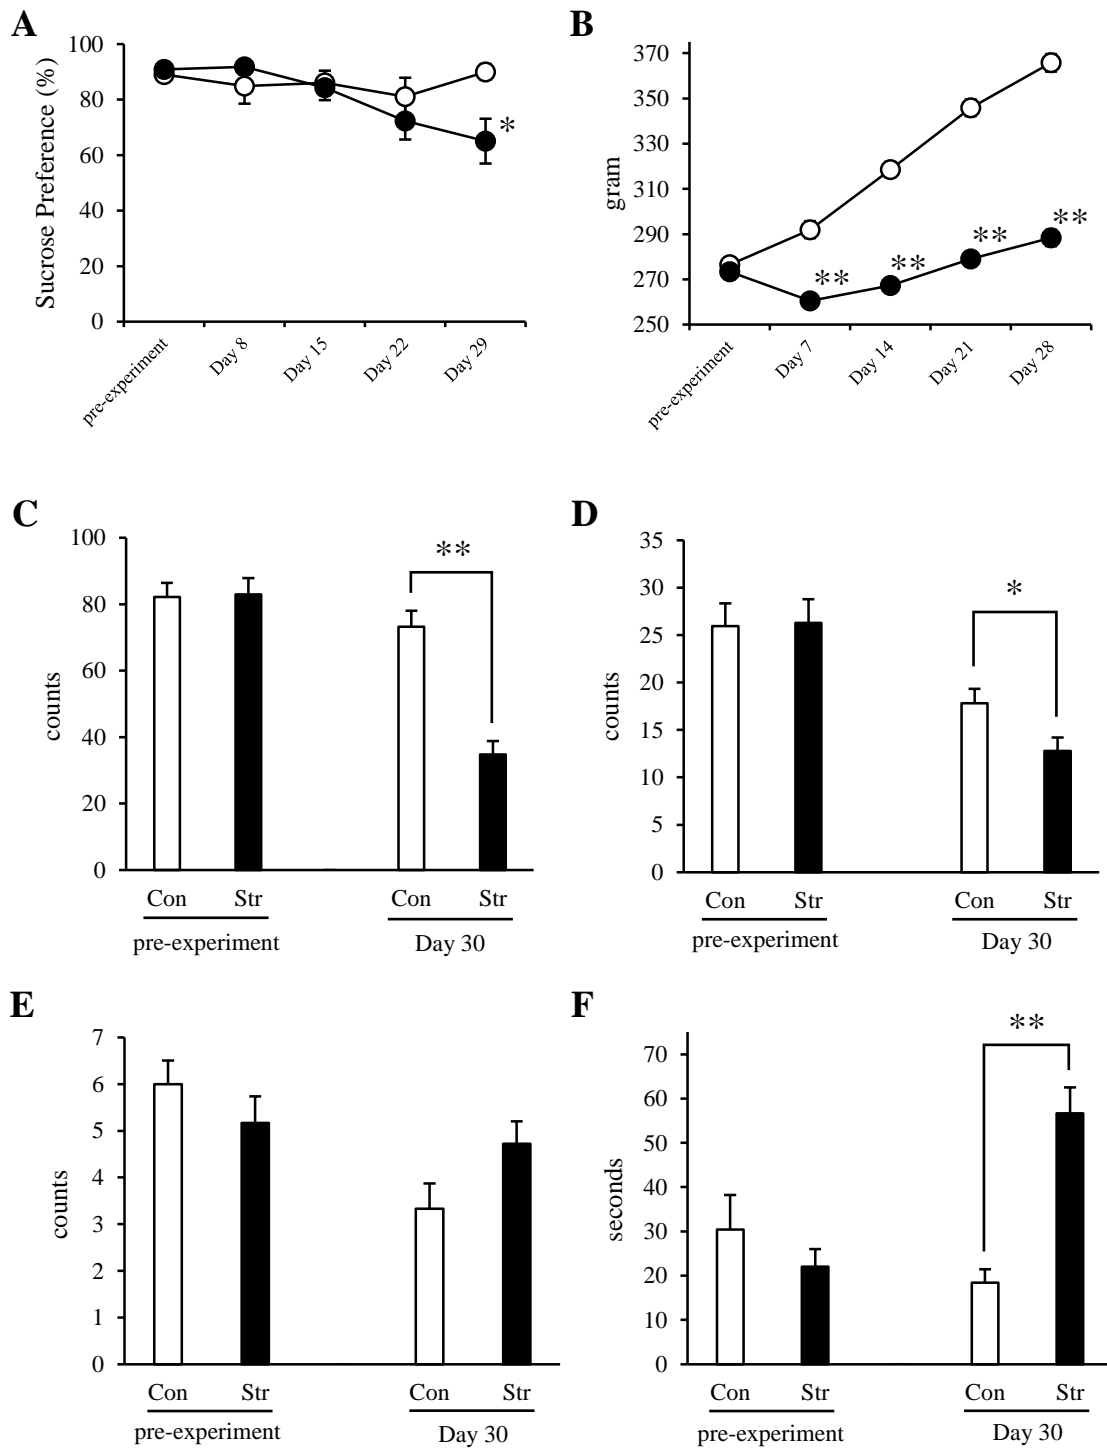 A
Sucrose Preference (%)
100
80
60
40
20
0
*
pre-experiment
Day 8
Day 15
Day 22
Day 29
B
gram
370
350
330
310
290
270
250
**
**
**
**
pre-experiment
Day 7
Day 14
Day 21
Day 28
C
counts
100
80
60
40
20
0
**
Con Str Con Str
pre-experiment Day 30
D
counts
35
30
25
20
15
10
5
0
*
Con Str Con Str
pre-experiment Day 30
E
counts
7
6
5
4
3
2
1
0
Con Str Con Str
pre-experiment Day 30
F
seconds
70
60
50
40
30
20
10
0
**
Con Str Con Str
pre-experiment Day 30